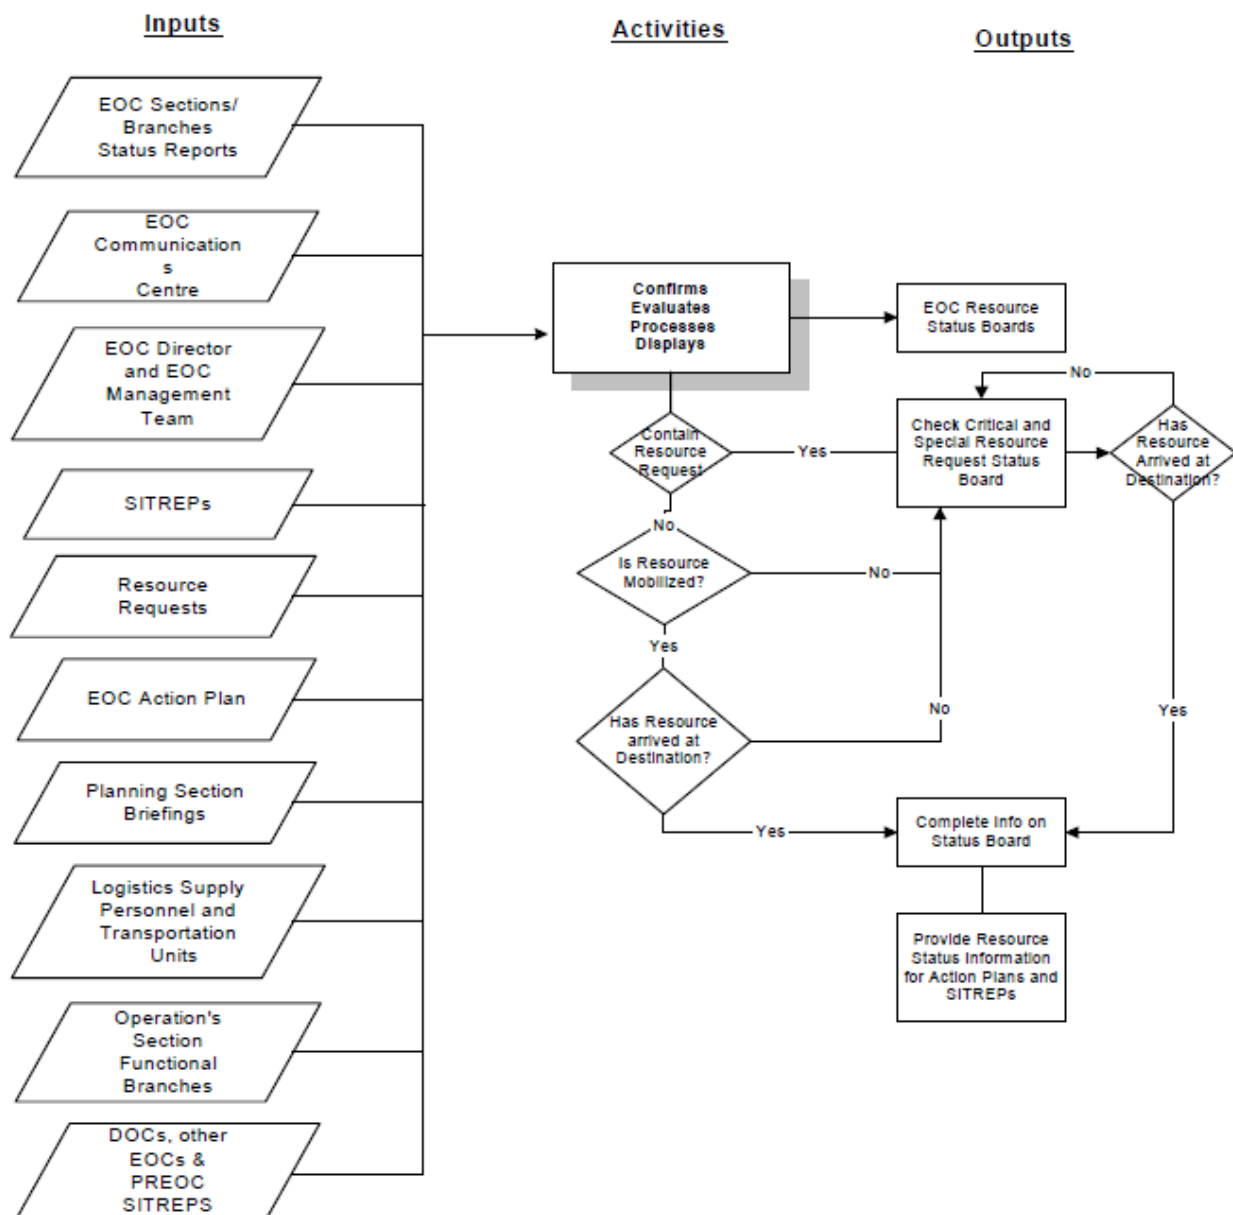 Inputs
Activities
Outputs
EOC Sections/
Branches
Status Reports
EOC
Communication
s
Centre
EOC Director
and EOC
Management
Team
SITREPs
Resource
Requests
EOC Action Plan
Planning Section
Briefings
Logistics Supply
Personnel and
Transportation
Units
Operation's
Section
Functional
Branches
DOCs, other
EOCs &
PREOC
SITREPS
Confirms
Evaluates
Processes
Displays
Contain
Resource
Request
Yes
No
Is Resource
Mobilized?
No
Yes
Has Resource
arrived at
Destination?
No
Yes
EOC Resource
Status Boards
No
Check Critical and
Special Resource
Request Status
Board
Has
Resource
Arrived at
Destination?
Yes
Complete Info on
Status Board
Provide Resource
Status Information
for Action Plans and
SITREPs